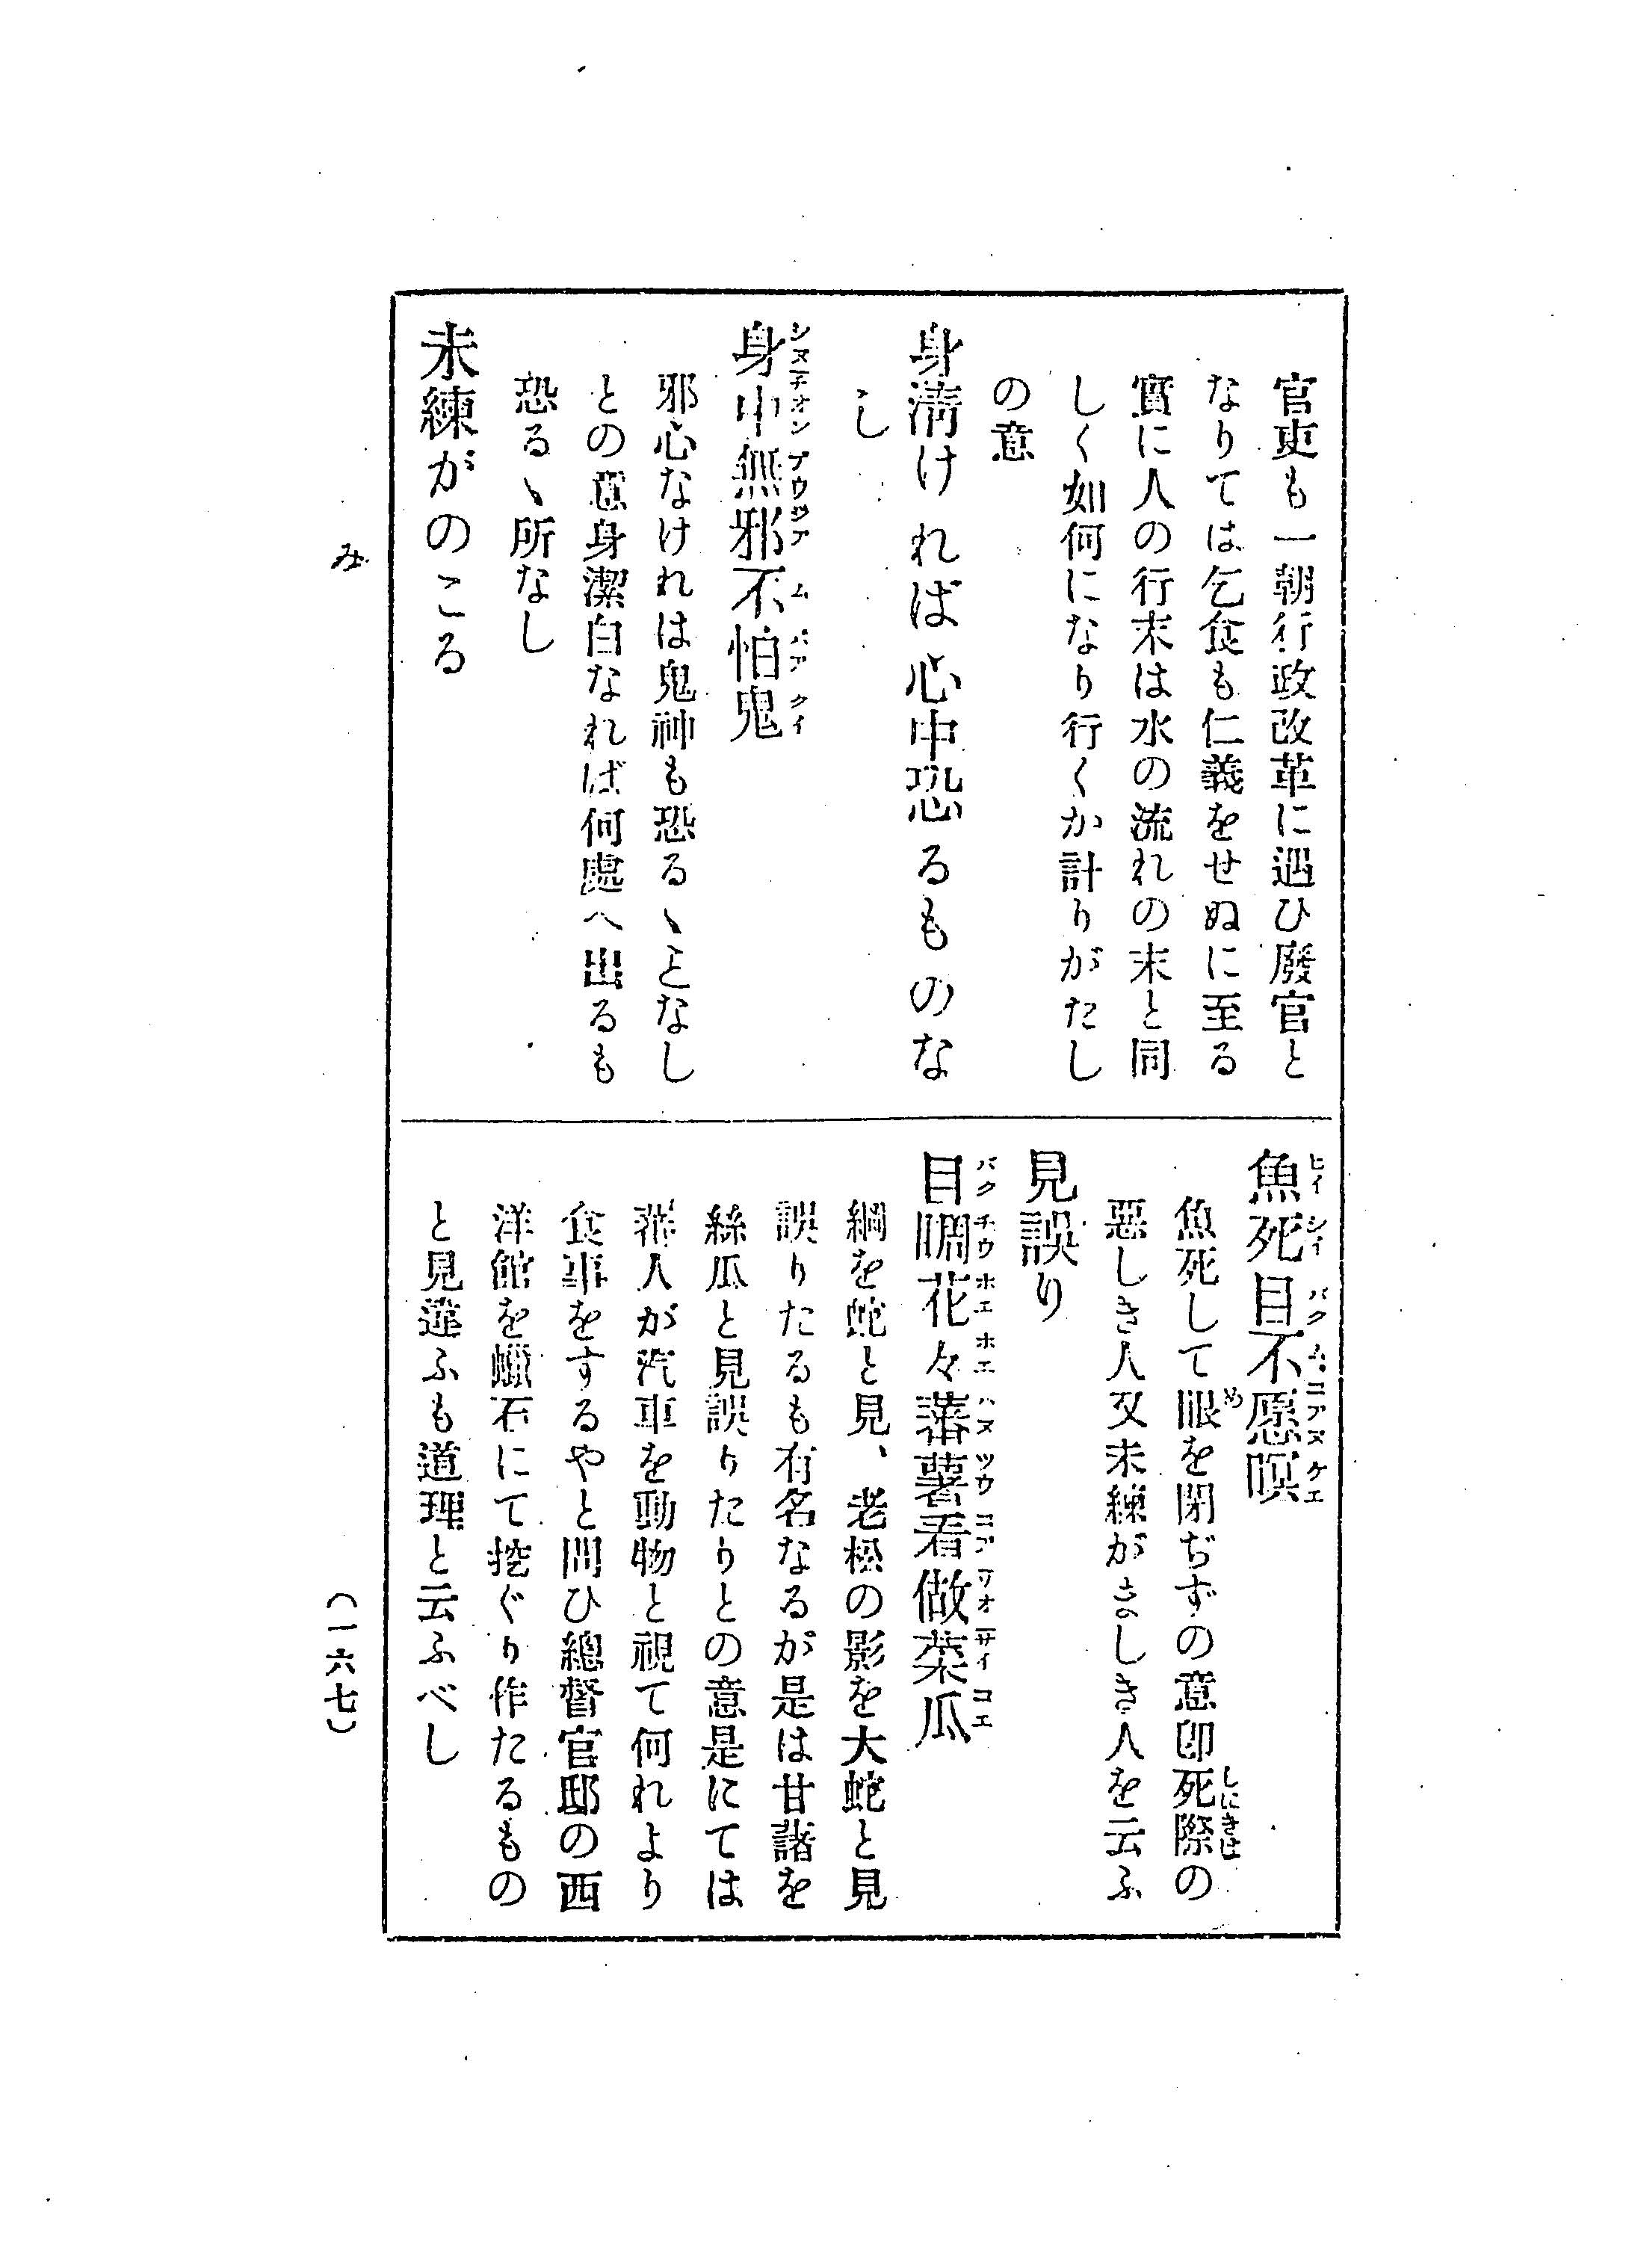 官吏も一朝行政改革に遇ひ廢官と
なりては乞食も仁義をせぬに至る
實に人の行末は水の流れの末と同
しく如何になり行くか計りがたし
の意
身淸ければ心中恐るものな
し
身中無邪不怕鬼
邪心なけれは鬼神も恐るゝヿなし
との意身潔白なれば何處へ出るも
恐るゝ所なし
未練がのこる
魚死目不愿瞑
魚死して眼を閉ぢずの意卽死際の
惡しき人又未練がましき人を云ふ
見誤り
目睭花々蕃薯看做菜瓜
綱を蛇と見、老松の影を大蛇と見
誤りたるも有名なるが是は甘諸を
絲瓜と見誤りたりとの意是にては
蕃人が汽車を動物と視て何れより
食事をするやと問ひ總督官邸の西
洋館を蠟石にて挖ぐり作たるもの
と見違ふも道理と云ふべし
み
(一六七)